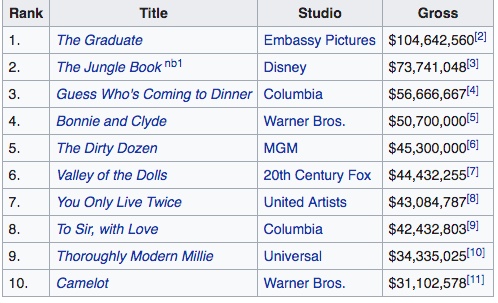 Rank Title Studio Gross
1. The Graduate Embassy Pictures $104,642,560[2]
2. The Jungle Book nb1 Disney $73,741,048[3]
3. Guess Who's Coming to Dinner Columbia $56,666,667[4]
4. Bonnie and Clyde Warner Bros. $50,700,000[5]
5. The Dirty Dozen MGM $45,300,000[6]
6. Valley of the Dolls 20th Century Fox $44,432,255[7]
7. You Only Live Twice United Artists $43,084,787[8]
8. To Sir, with Love Columbia $42,432,803[9]
9. Thoroughly Modern Millie Universal $34,335,025[10]
10. Camelot Warner Bros. $31,102,578[11]